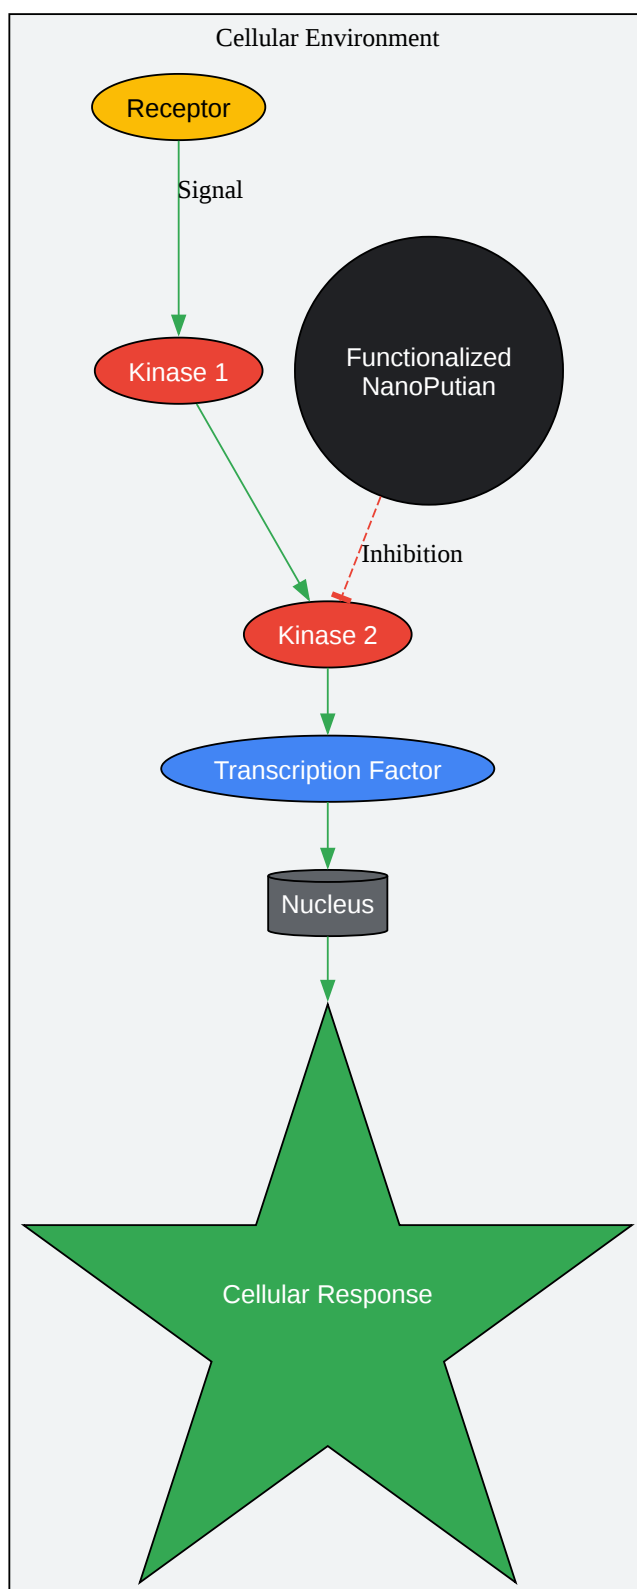 Cellular Environment
Receptor
Signal
Kinase 1
Functionalized
NanoPutian
Inhibition
Kinase 2
Transcription Factor
Nucleus
Cellular Response